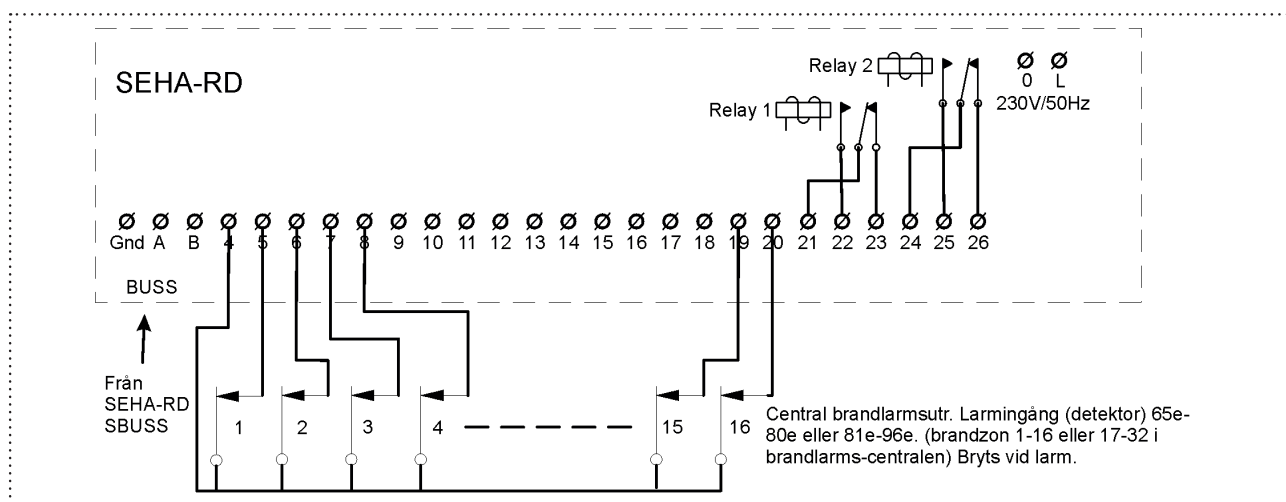 SEHA-RD
Relay 2
0 L
230V/50Hz
Relay 1
Gnd A B 4 5 6 7 8 9 10 11 12 13 14 15 16 17 18 19 20 21 22 23 24 25 26
BUSS
Från
SEHA-RD
SBUSS
1 2 3 4 15 16
Central brandlarmsutr. Larmingång (detektor) 65e-
80e eller 81e-96e. (brandzon 1-16 eller 17-32 i
brandlarms-centralen) Bryts vid larm.